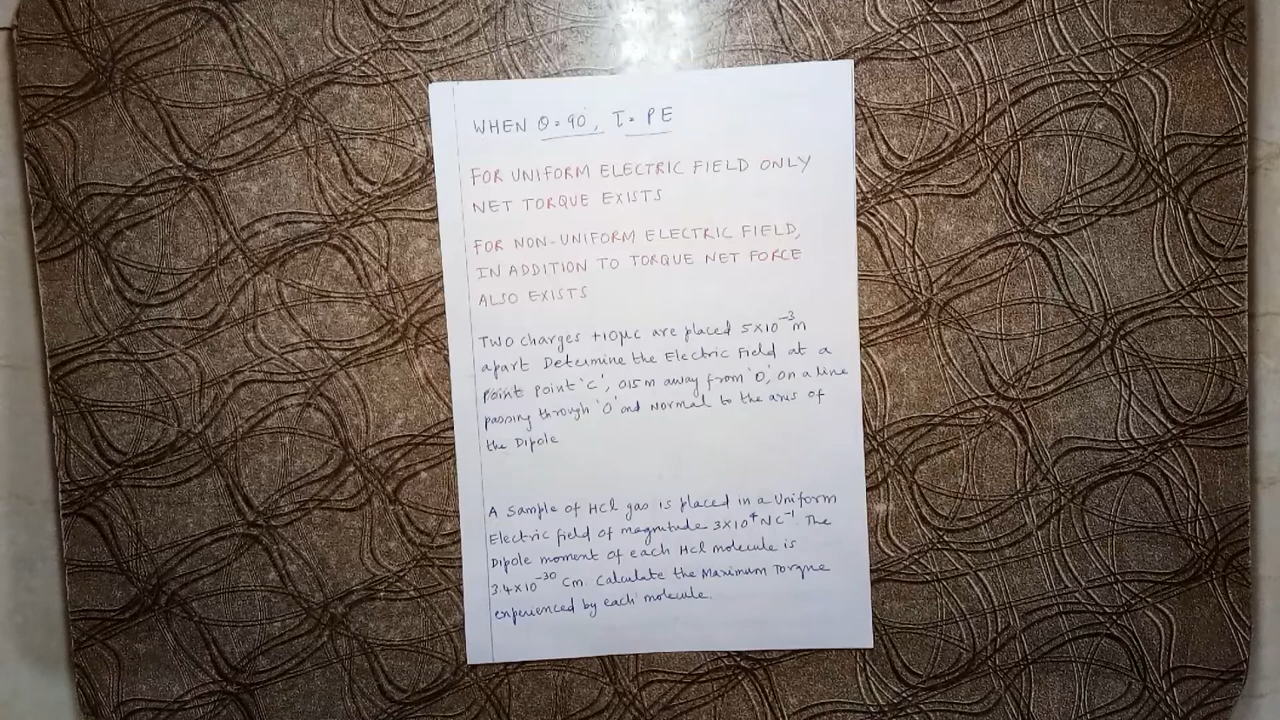 WHEN θ = 90°, τ = PE
FOR UNIFORM ELECTRIC FIELD ONLY
NET TORQUE EXISTS
FOR NON-UNIFORM ELECTRIC FIELD,
IN ADDITION TO TORQUE NET FORCE
ALSO EXISTS
Two charges +10μc are placed 5×10⁻³m
apart Determine the Electric Field at a
Point Point 'C', 015 m away from 'O', on a line
passing through 'O' and Normal to the axis of
the Dipole
A sample of HCl gas is placed in a Uniform
Electric field of magnitude 3×10⁴ NC⁻¹. The
Dipole moment of each HCl molecule is
3.4×10⁻³⁰ Cm. Calculate the Maximum Torque
experienced by each molecule.